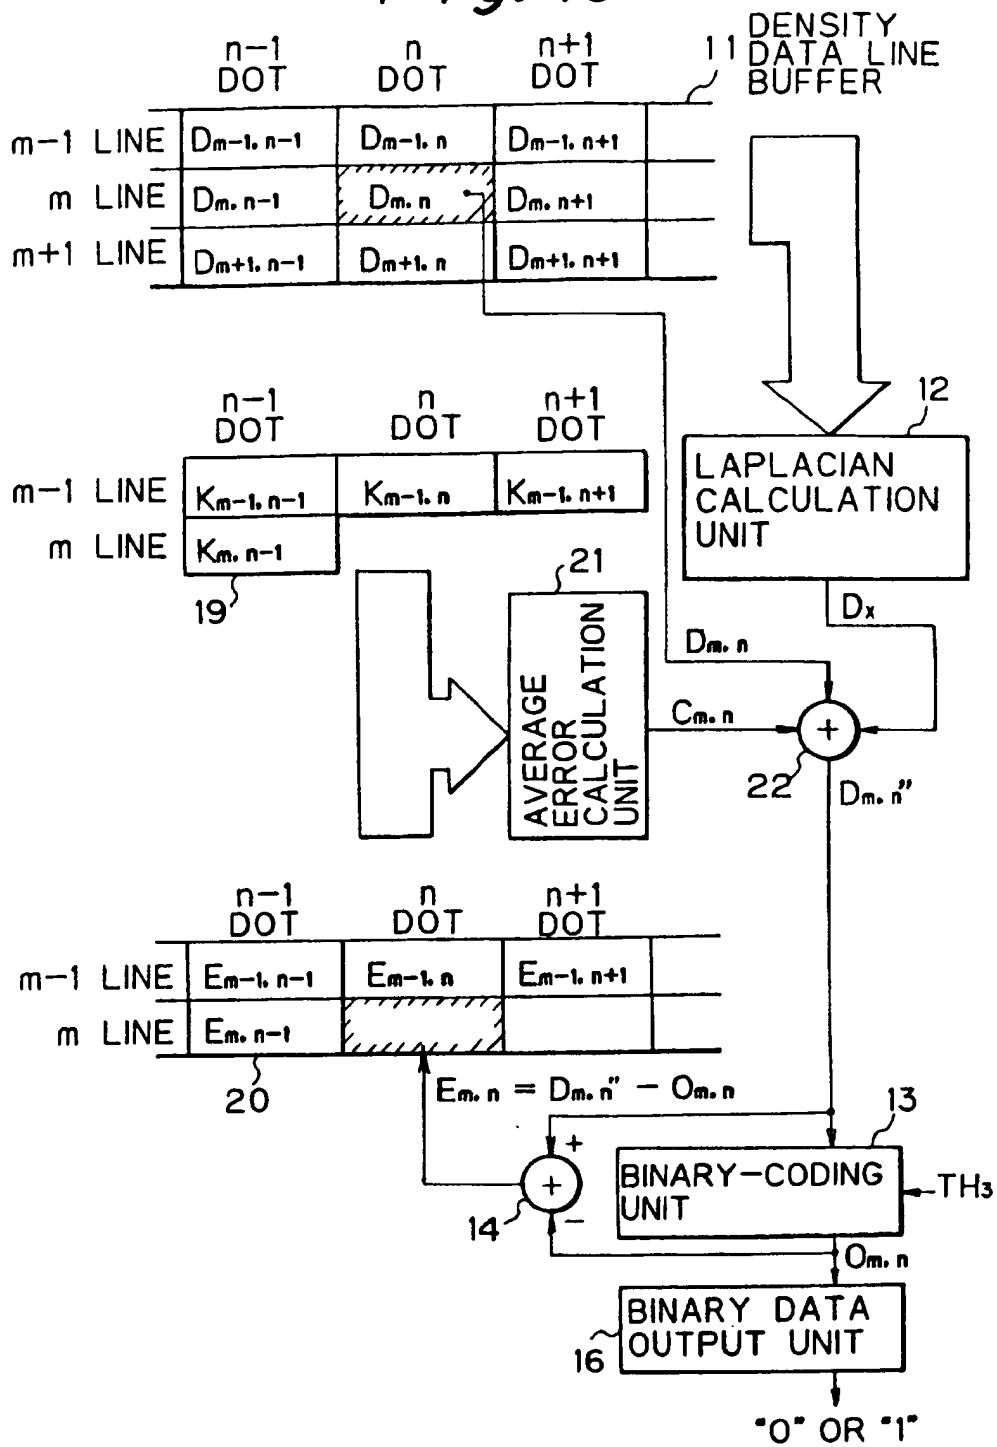 DENSITY
DATA LINE
BUFFER
11
n-1
DOT
n
DOT
n+1
DOT
m-1 LINE
Dm-1. n-1
Dm-1. n
Dm-1. n+1
m LINE
Dm. n-1
Dm. n
Dm. n+1
m+1 LINE
Dm+1. n-1
Dm+1. n
Dm+1. n+1
n-1
DOT
n
DOT
n+1
DOT
12
LAPLACIAN
CALCULATION
UNIT
m-1 LINE
Km-1. n-1
Km-1. n
Km-1. n+1
m LINE
Km. n-1
19
21
AVERAGE
ERROR
CALCULATION
UNIT
Dx
Dm. n
Cm. n
+
22
Dm. n"
n-1
DOT
n
DOT
n+1
DOT
m-1 LINE
Em-1. n-1
Em-1. n
Em-1. n+1
m LINE
Em. n-1
20
Em. n = Dm. n" - Om. n
13
+
+
−
14
BINARY-CODING
UNIT
TH3
Om. n
BINARY DATA
OUTPUT UNIT
16
"0" OR "1"